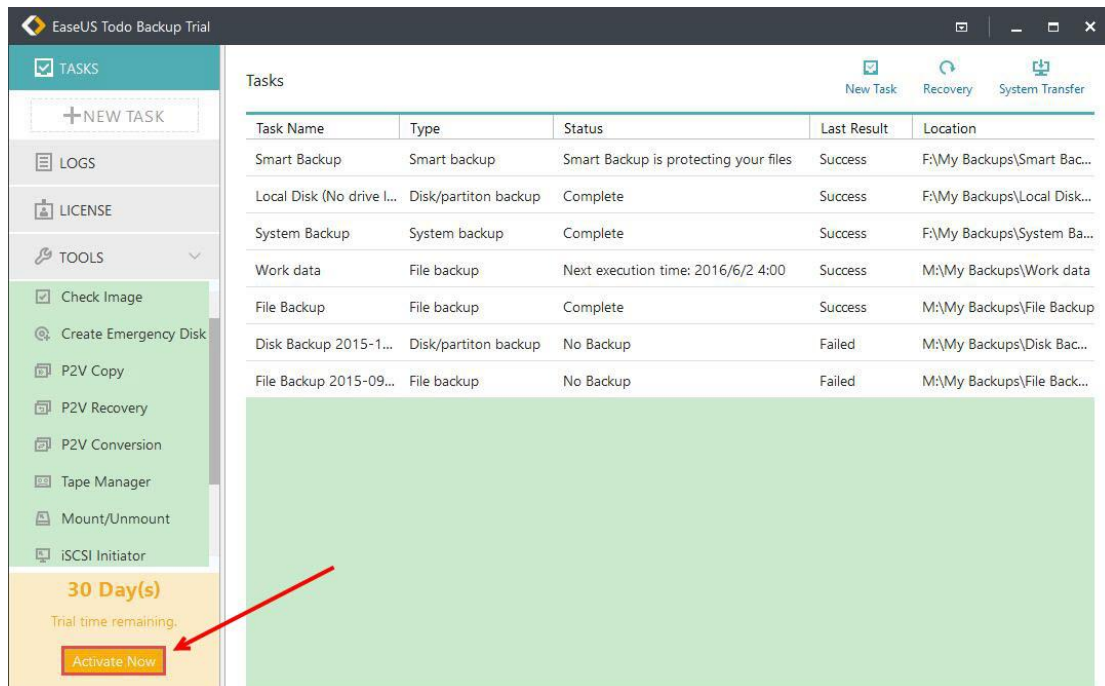 EaseUS Todo Backup Trial
TASKS
NEW TASK
LOGS
LICENSE
TOOLS
Check Image
Create Emergency Disk
P2V Copy
P2V Recovery
P2V Conversion
Tape Manager
Mount/Unmount
iSCSI Initiator
30 Day(s)
Trial time remaining.
Activate Now
Tasks
New Task Recovery System Transfer
Task Name Type Status Last Result Location
Smart Backup Smart backup Smart Backup is protecting your files Success F:\My Backups\Smart Bac...
Local Disk (No drive l... Disk/partiton backup Complete Success F:\My Backups\Local Disk...
System Backup System backup Complete Success F:\My Backups\System Ba...
Work data File backup Next execution time: 2016/6/2 4:00 Success M:\My Backups\Work data
File Backup File backup Complete Success M:\My Backups\File Backup
Disk Backup 2015-1... Disk/partiton backup No Backup Failed M:\My Backups\Disk Bac...
File Backup 2015-09... File backup No Backup Failed M:\My Backups\File Back...